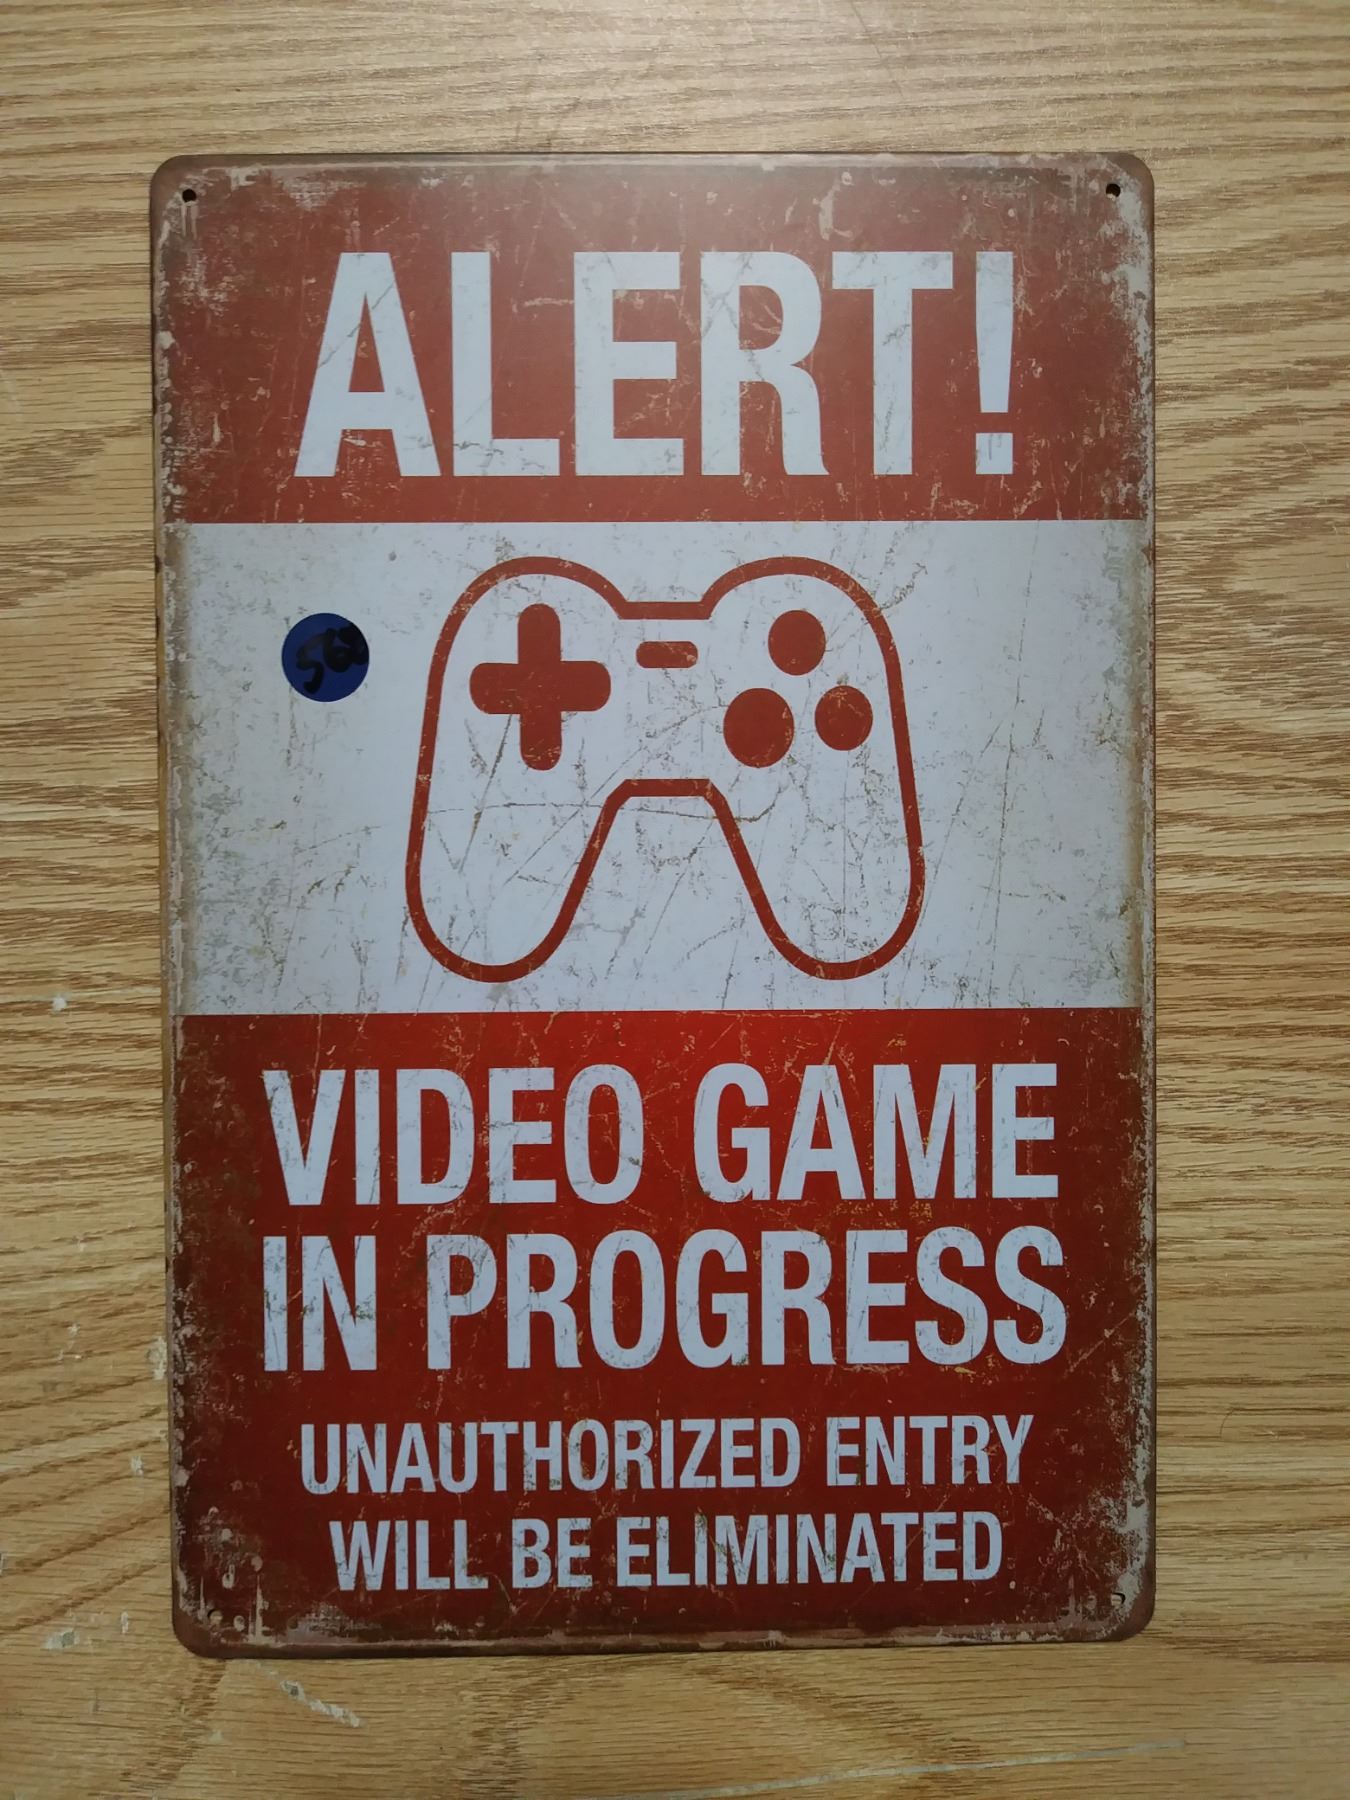 ALERT!
VIDEO GAME
IN PROGRESS
UNAUTHORIZED ENTRY
WILL BE ELIMINATED